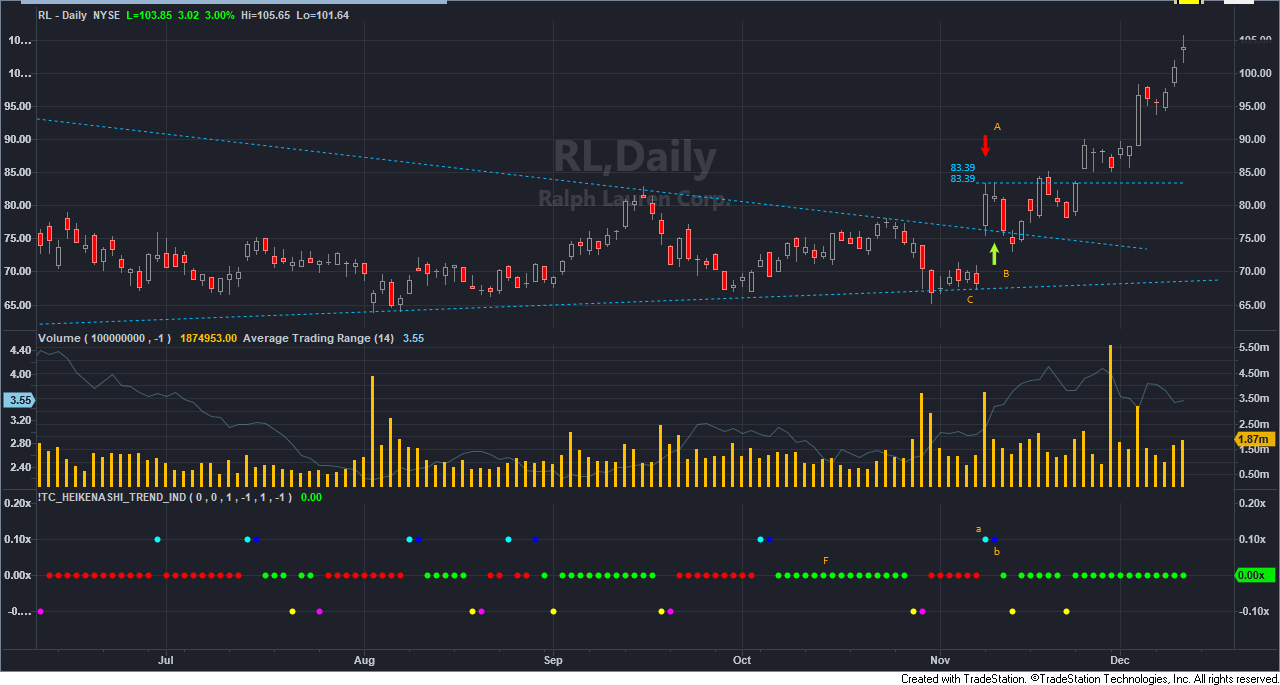 RL - Daily NYSE L=103.85 3.02 3.00% Hi=105.65 Lo=101.64
10... 105.00
10... 100.00
95.00 95.00
A
90.00 RL,Daily 90.00
83.39
85.00 85.00
83.39
Ralph Lauren Corp.
80.00 80.00
75.00 75.00
70.00 B 70.00
C
65.00 65.00
Volume ( 100000000 , -1 ) 1874953.00 Average Trading Range (14) 3.55
4.40 5.50m
4.00 4.50m
3.55 3.50m
3.20 2.50m
2.80 1.87m
1.50m
2.40 0.50m
!TC_HEIKENASHI_TREND_IND ( 0 , 0 , 1 , -1 , 1 , -1 ) 0.00
0.20x 0.20x
a
0.10x 0.10x
b
F
0.00x 0.00x
-0.... -0.10x
Jul Aug Sep Oct Nov Dec
Created with TradeStation. ©TradeStation Technologies, Inc. All rights reserved.